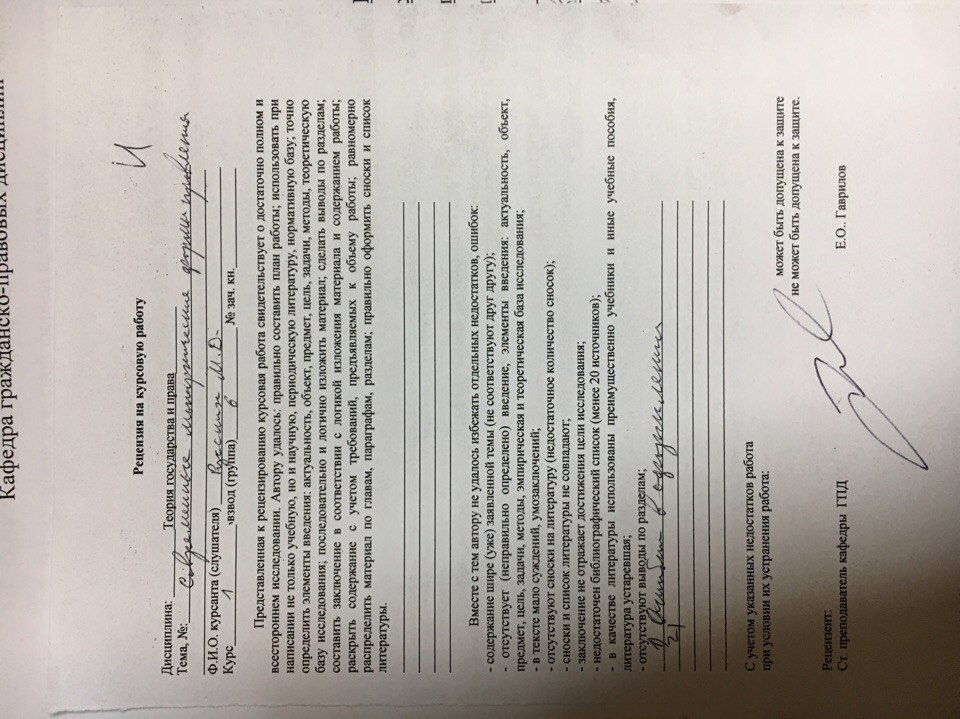 Кафедра гражданско-правовых дисциплин
И
Рецензия на курсовую работу
Дисциплина: Теория государства и права
Тема, №: Современные монархические формы правления
Ф.И.О. курсанта (слушателя) М.Д.
Курс 1 взвод (группа) 6 № зач. кн.
Представленная к рецензированию курсовая работа свидетельствует о достаточно полном и
всестороннем исследовании. Автору удалось: правильно составить план работы; использовать при
написании не только учебную, но и научную, периодическую литературу, нормативную базу; точно
определить элементы введения: актуальность, объект, предмет, цель, задачи, методы, теоретическую
базу исследования; последовательно и логично изложить материал; сделать выводы по разделам;
составить заключение в соответствии с логикой изложения материала и содержанием работы;
раскрыть содержание с учетом требований, предъявляемых к объему работы; равномерно
распределить материал по главам, параграфам, разделам; правильно оформить сноски и список
литературы.
Вместе с тем автору не удалось избежать отдельных недостатков, ошибок:
- содержание шире (уже) заявленной темы (не соответствуют друг другу);
- отсутствует (неправильно определено) введение, элементы введения: актуальность, объект,
предмет, цель, задачи, методы, эмпирическая и теоретическая база исследования
- в тексте мало суждений, умозаключений;
- отсутствуют сноски на литературу (недостаточное количество сносок);
- сноски и список литературы не совпадают;
- заключение не отражает достижения цели исследования;
- недостаточен библиографический список (менее 20 источников);
- в качестве литературы использованы преимущественно учебники и иные учебные пособия,
литература устаревшая;
- отсутствуют выводы по разделам;
С учетом указанных недостатков работа может быть допущена к защите
при условии их устранения работа: не может быть допущена к защите.
Рецензент:
Ст. преподаватель кафедры ГПД Е.О.. Гаврилов